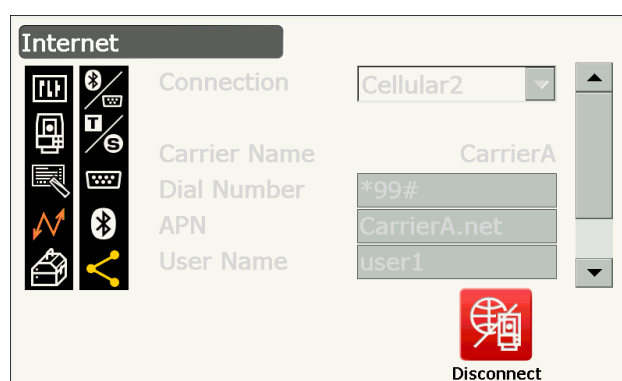 Internet
Connection Cellular2
T/S
Carrier Name CarrierA
Dial Number *99#
APN CarrierA.net
User Name user1
Disconnect